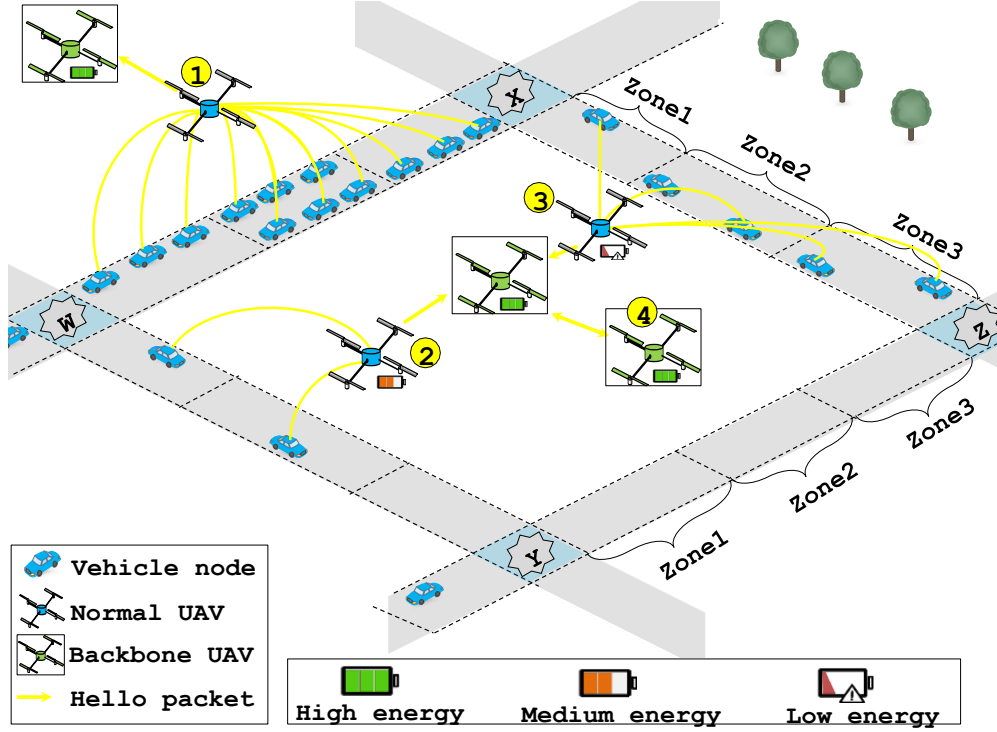 1
X
Zone1
Zone2
Zone3
3
W
2
4
Z
Y
Zone1
Zone2
Zone3
Vehicle node
Normal UAV
Backbone UAV
Hello packet
High energy
Medium energy
Low energy